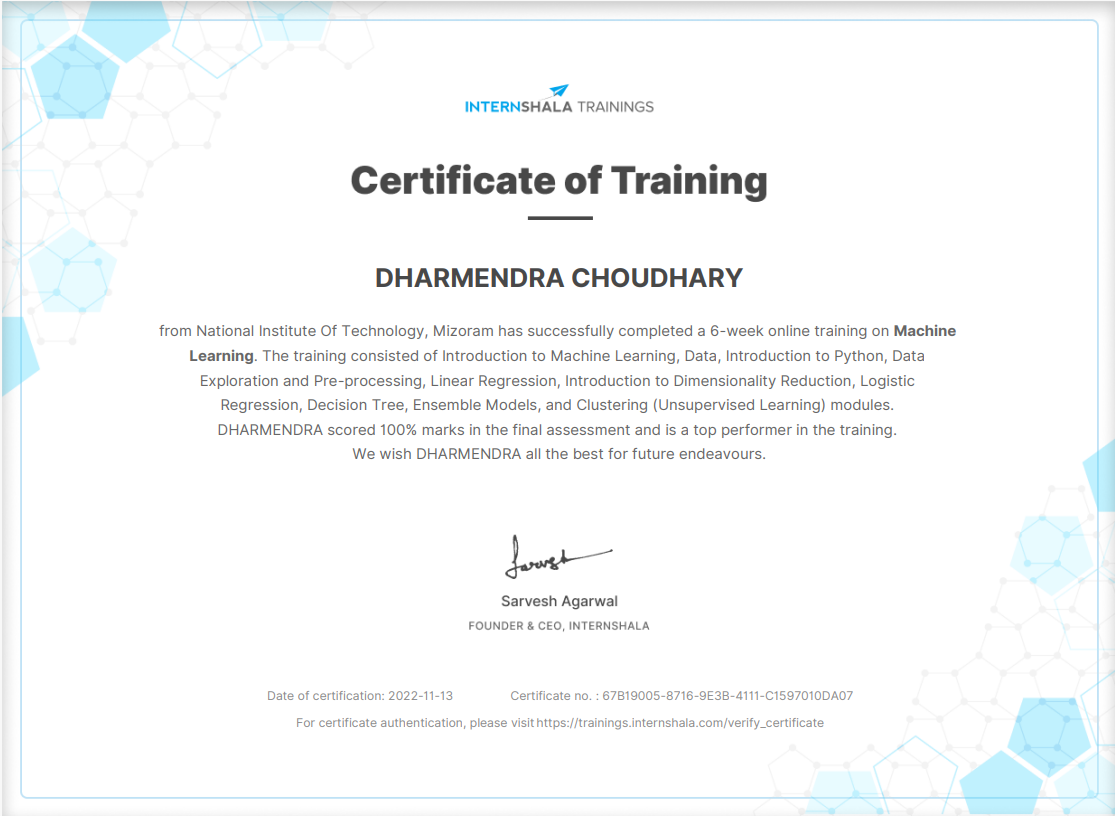 INTERNSHALA TRAININGS
Certificate of Training
DHARMENDRA CHOUDHARY
from National Institute Of Technology, Mizoram has successfully completed a 6-week online training on Machine
Learning. The training consisted of Introduction to Machine Learning, Data, Introduction to Python, Data
Exploration and Pre-processing, Linear Regression, Introduction to Dimensionality Reduction, Logistic
Regression, Decision Tree, Ensemble Models, and Clustering (Unsupervised Learning) modules.
DHARMENDRA scored 100% marks in the final assessment and is a top performer in the training.
We wish DHARMENDRA all the best for future endeavours.
Sarvesh
Sarvesh Agarwal
FOUNDER & CEO, INTERNSHALA
Date of certification: 2022-11-13 Certificate no. : 67B19005-8716-9E3B-4111-C1597010DA07
For certificate authentication, please visit https://trainings.internshala.com/verify_certificate